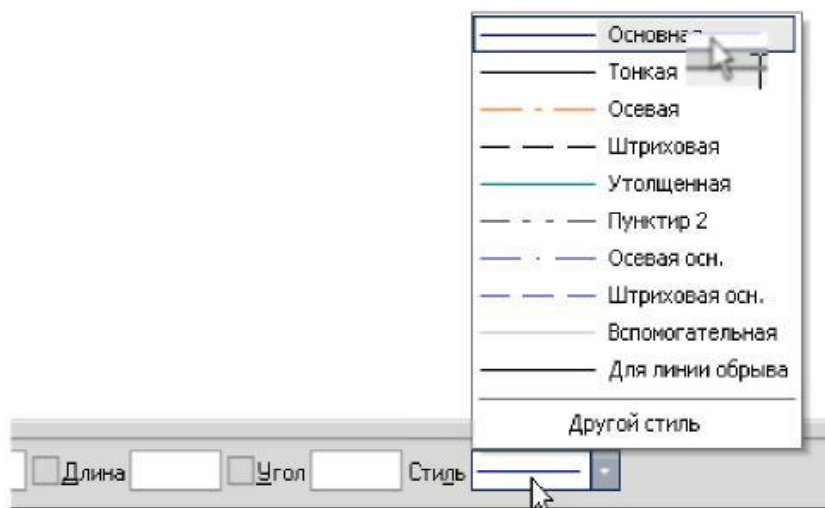 Основная
Тонкая
Осевая
Штриховая
Утолщенная
Пунктир 2
Осевая осн.
Штриховая осн.
Вспомогательная
Для линии обрыва
Другой стиль
Длина Угол Стиль